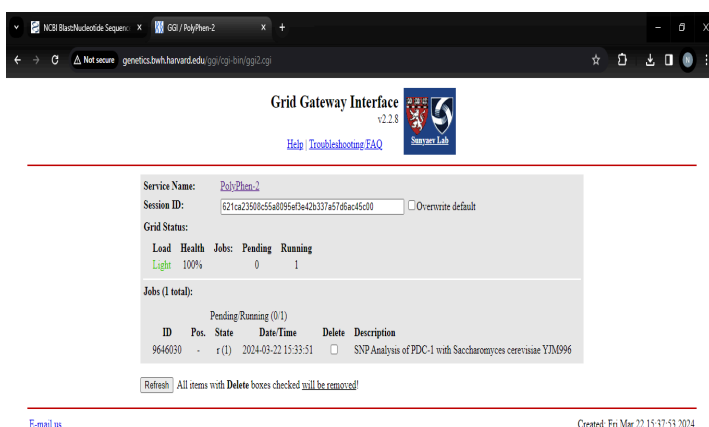 NCBI Blast:Nucleotide Sequenc
GGI / PolyPhen-2
Not secure genetics.bwh.harvard.edu/ggi/cgi-bin/ggi2.cgi
N
Grid Gateway Interface
v2.2.8
Help | Troubleshooting/FAQ
Sunyaev Lab
Service Name: PolyPhen-2
Session ID: 621ca23508c55a8095ef3e42b337a57d6ac45c00 Overwrite default
Grid Status:
Load Health Jobs: Pending Running
Light 100% 0 1
Jobs (1 total):
Pending/Running (0/1)
ID Pos. State Date/Time Delete Description
9646030 - r (1) 2024-03-22 15:33:51 SNP Analysis of PDC-1 with Saccharomyces cerevisiae YJM996
Refresh All items with Delete boxes checked will be removed!
E-mail us
Created: Fri Mar 22 15:37:53 2024